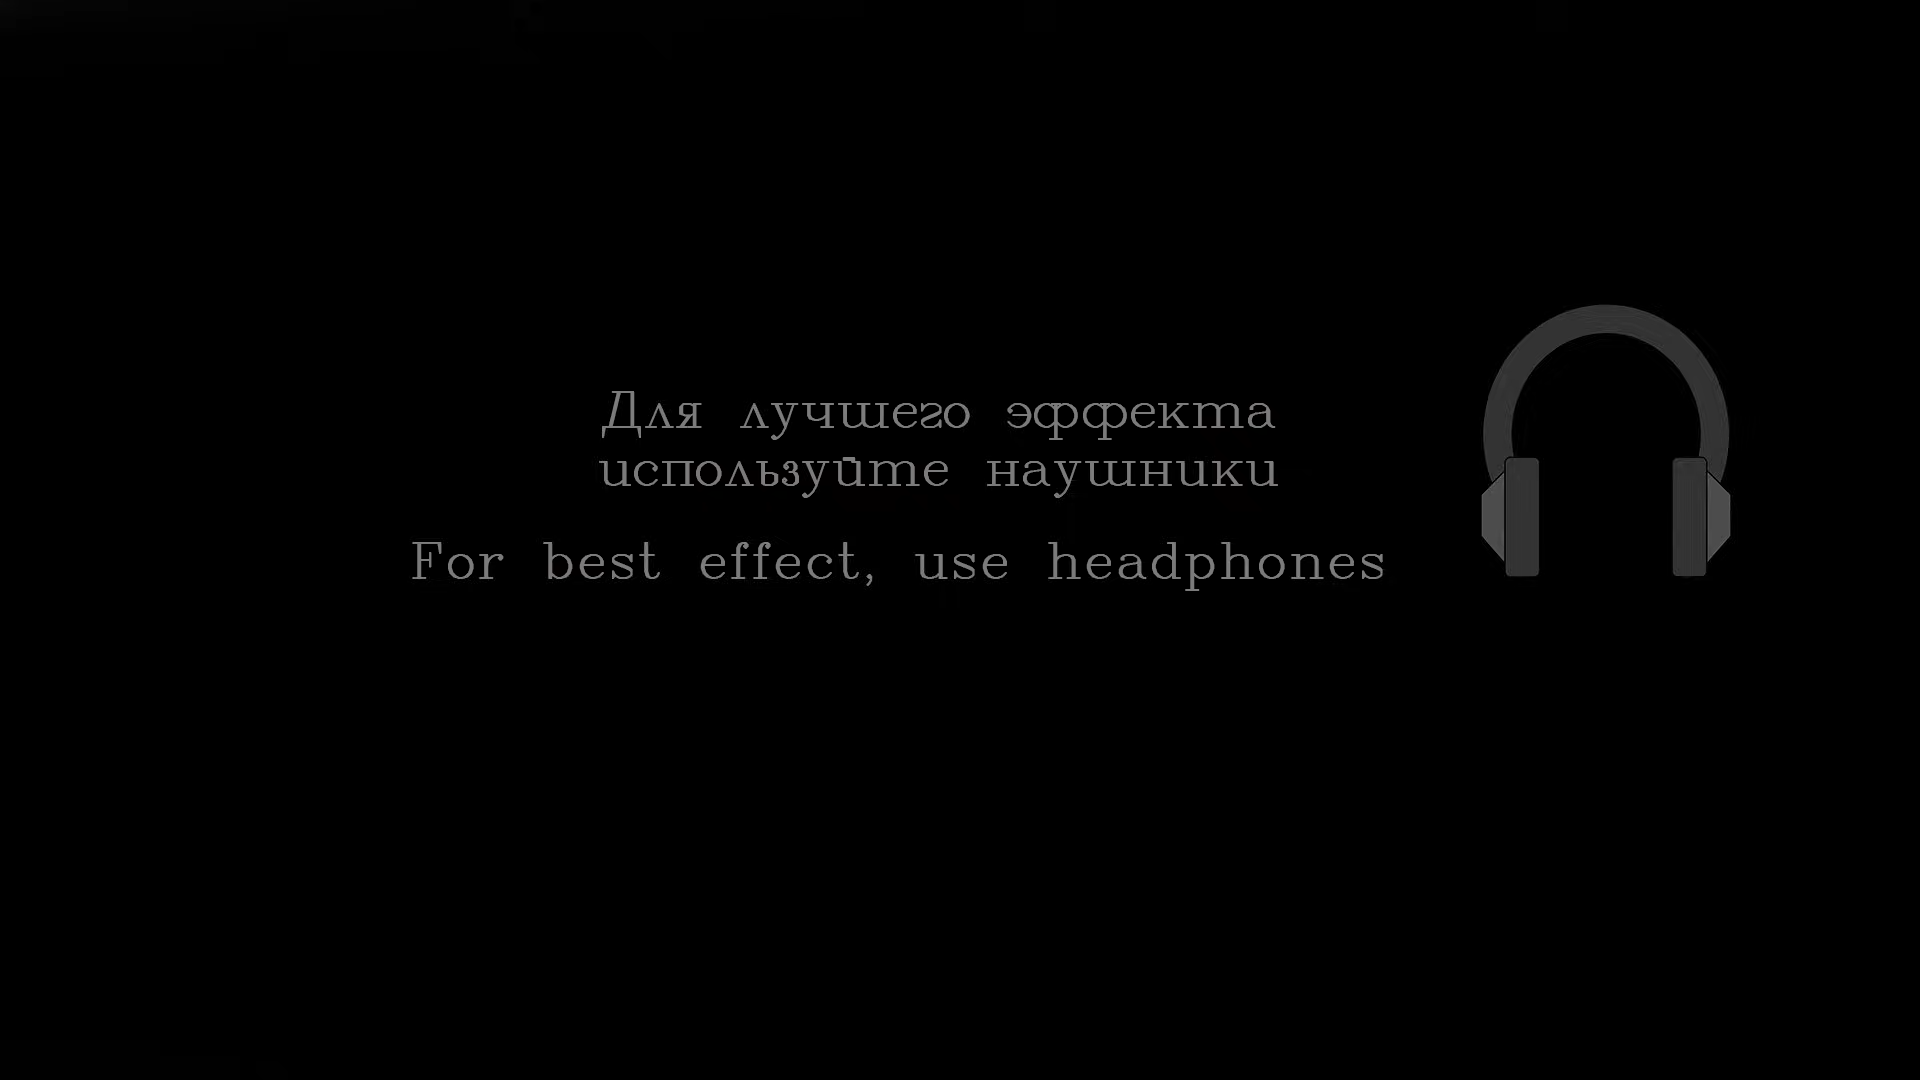 Для лучшего эффекта
используйте наушники
For best effect, use headphones